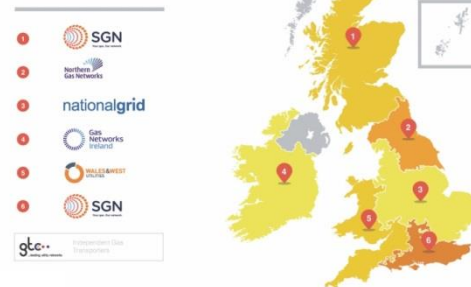 1
SGN
Your gas. Our network.
2
Northern
Gas Networks
3
nationalgrid
4
Gas
Networks
Ireland
5
WALES&WEST
UTILITIES
6
SGN
Your gas. Our network.
gtc
Independent Gas
Transporters
1
2
3
4
5
6